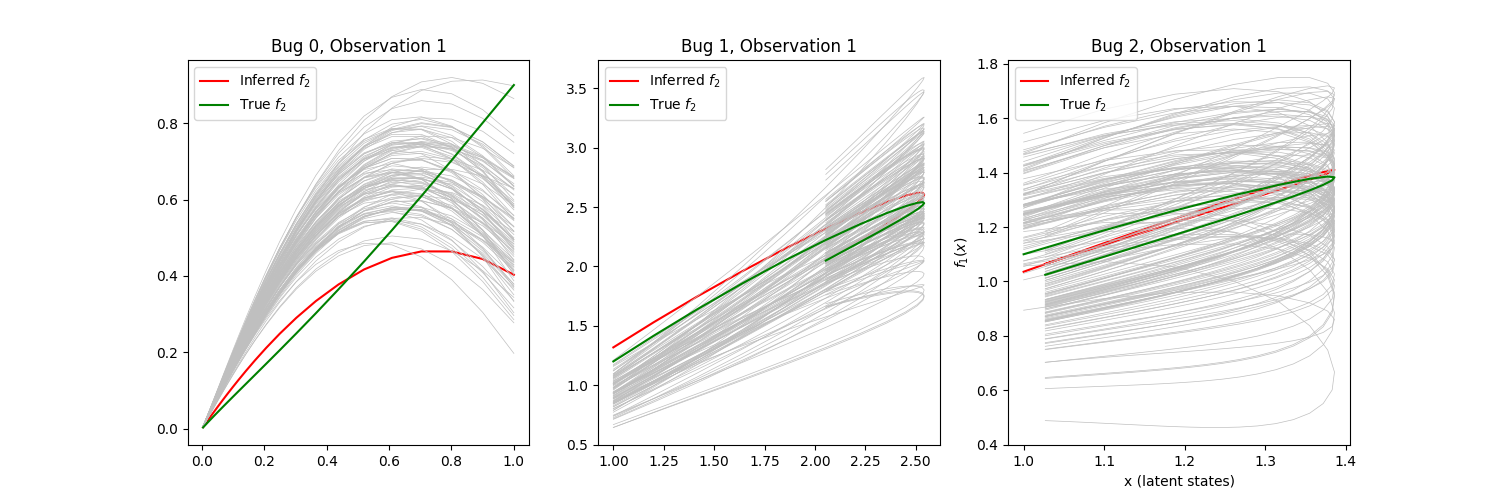 Bug 0, Observation 1
Inferred f₂
True f₂
0.8
0.6
0.4
0.2
0.0
0.0 0.2 0.4 0.6 0.8 1.0
Bug 1, Observation 1
Inferred f₂
True f₂
3.5
3.0
2.5
2.0
1.5
1.0
0.5
1.00 1.25 1.50 1.75 2.00 2.25 2.50
Bug 2, Observation 1
Inferred f₂
True f₂
1.8
1.6
1.4
1.2
1.0
0.8
0.6
0.4
f₁(x)
1.0 1.1 1.2 1.3 1.4
x (latent states)